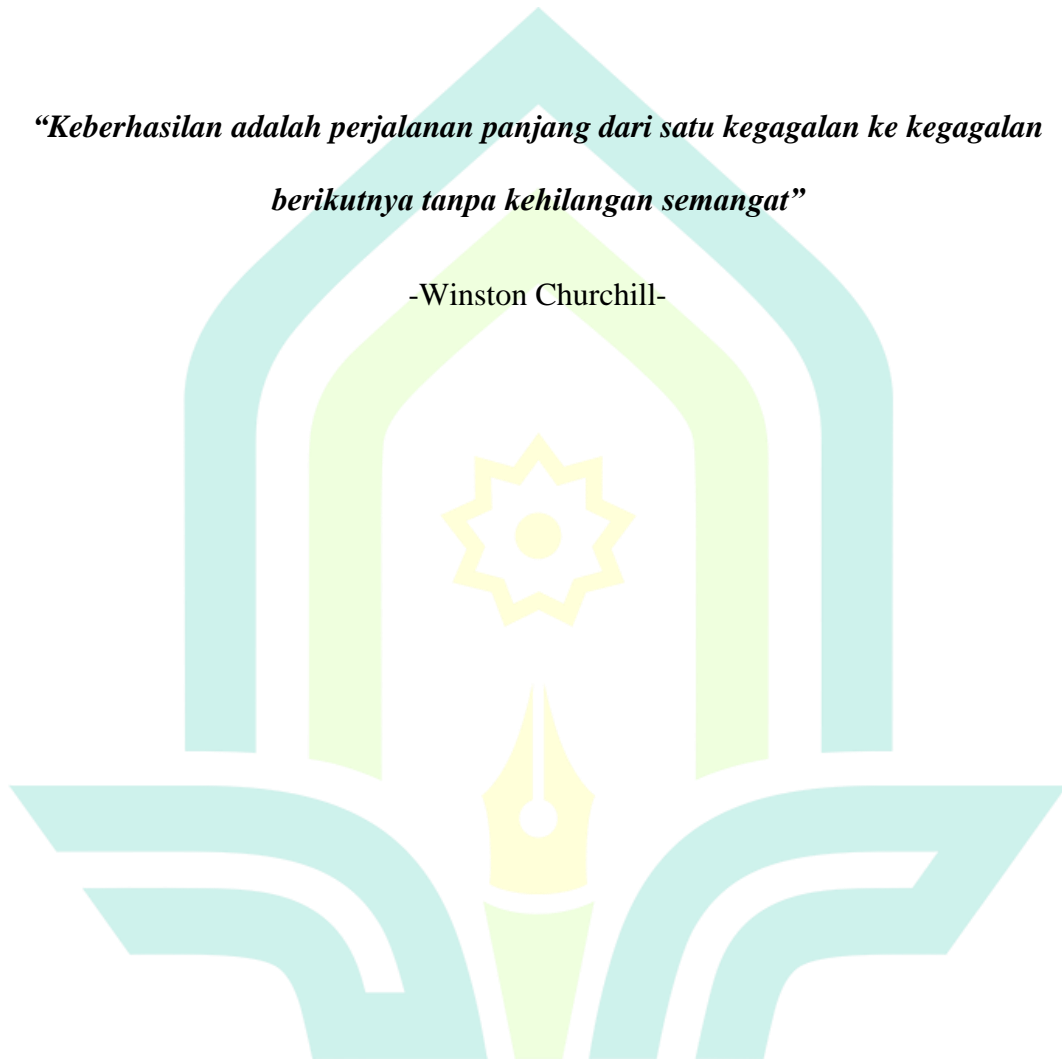 “Keberhasilan adalah perjalanan panjang dari satu kegagalan ke kegagalan
berikutnya tanpa kehilangan semangat”
-Winston Churchill-